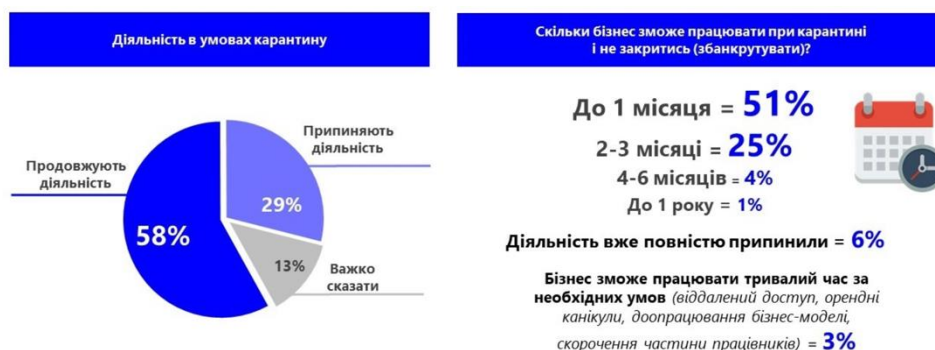 Діяльність в умовах карантину
Продовжують
діяльність
58%
Припиняють
діяльність
29%
13%
Важко
сказати
Скільки бізнес зможе працювати при карантині
і не закритись (збанкрутувати)?
До 1 місяця = 51%
2-3 місяці = 25%
4-6 місяців = 4%
До 1 року = 1%
Діяльність вже повністю припинили = 6%
Бізнес зможе працювати тривалий час за
необхідних умов (віддалений доступ, орендні
канікули, доопрацювання бізнес-моделі,
скорочення частини працівників) = 3%